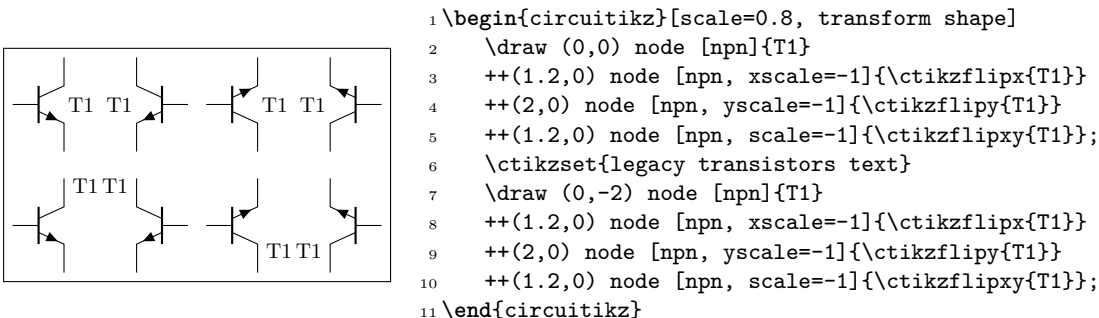 T1 T1 T1 T1
T1 T1
T1 T1
1 \begin{circuitikz}[scale=0.8, transform shape]
2 \draw (0,0) node [npn]{T1}
3 ++(1.2,0) node [npn, xscale=-1]{\ctikzflipx{T1}}
4 ++(2,0) node [npn, yscale=-1]{\ctikzflipy{T1}}
5 ++(1.2,0) node [npn, scale=-1]{\ctikzflipxy{T1}};
6 \ctikzset{legacy transistors text}
7 \draw (0,-2) node [npn]{T1}
8 ++(1.2,0) node [npn, xscale=-1]{\ctikzflipx{T1}}
9 ++(2,0) node [npn, yscale=-1]{\ctikzflipy{T1}}
10 ++(1.2,0) node [npn, scale=-1]{\ctikzflipxy{T1}};
11 \end{circuitikz}